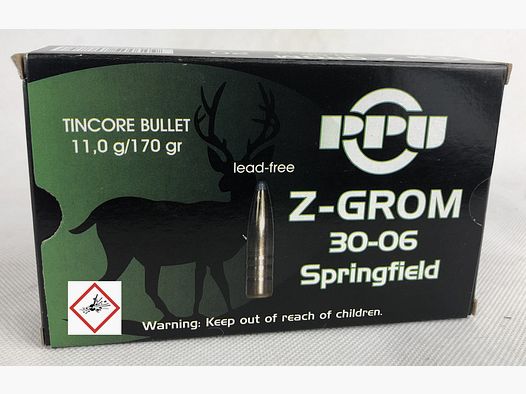 TINCORE BULLET
11,0 g/170 gr
lead-free
PPU
Z-GROM
30-06
Springfield
Warning: Keep out of reach of children.